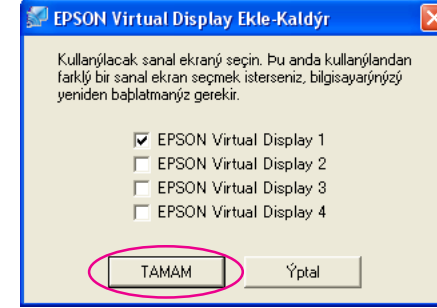 EPSON Virtual Display Ekle-Kaldýr
Kullanýlacak sanal ekraný seçin. Þu anda kullanýlandan
farklý bir sanal ekran seçmek isterseniz, bilgisayarýnýzý
yeniden baþlatmanýz gerekir.
EPSON Virtual Display 1
EPSON Virtual Display 2
EPSON Virtual Display 3
EPSON Virtual Display 4
TAMAM Ýptal